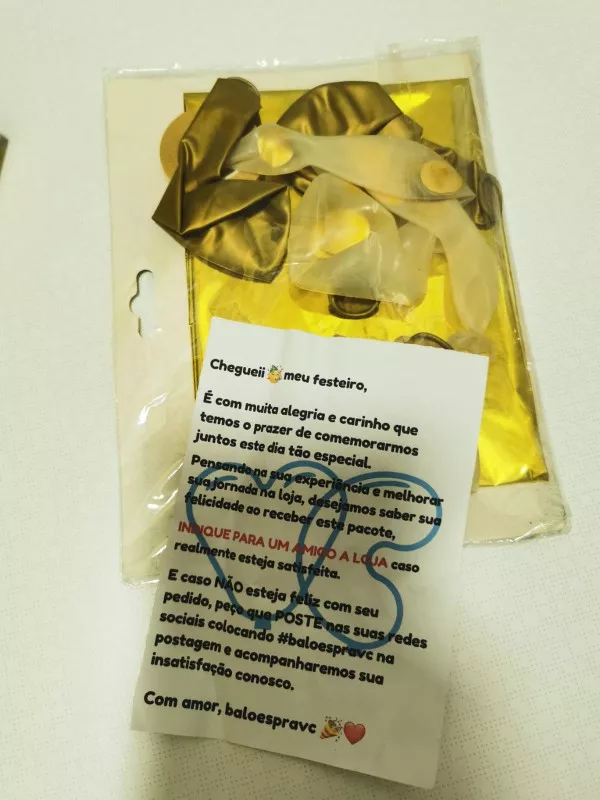 Chegueii🥳meu festeiro,
É com muita alegria e carinho que
temos o prazer de comemorarmos
juntos este dia tão especial.
Pensando na sua experiência e melhorar
sua jornada na loja, desejamos saber sua
felicidade ao receber este pacote,
INDIQUE PARA UM AMIGO A LOJA caso
realmente esteja satisfeita.
E caso NÃO esteja feliz com seu
pedido, peço que POSTE nas suas redes
sociais colocando #baloespravc na
postagem e acompanharemos sua
insatisfação conosco.
Com amor, baloespravc 🎉❤️